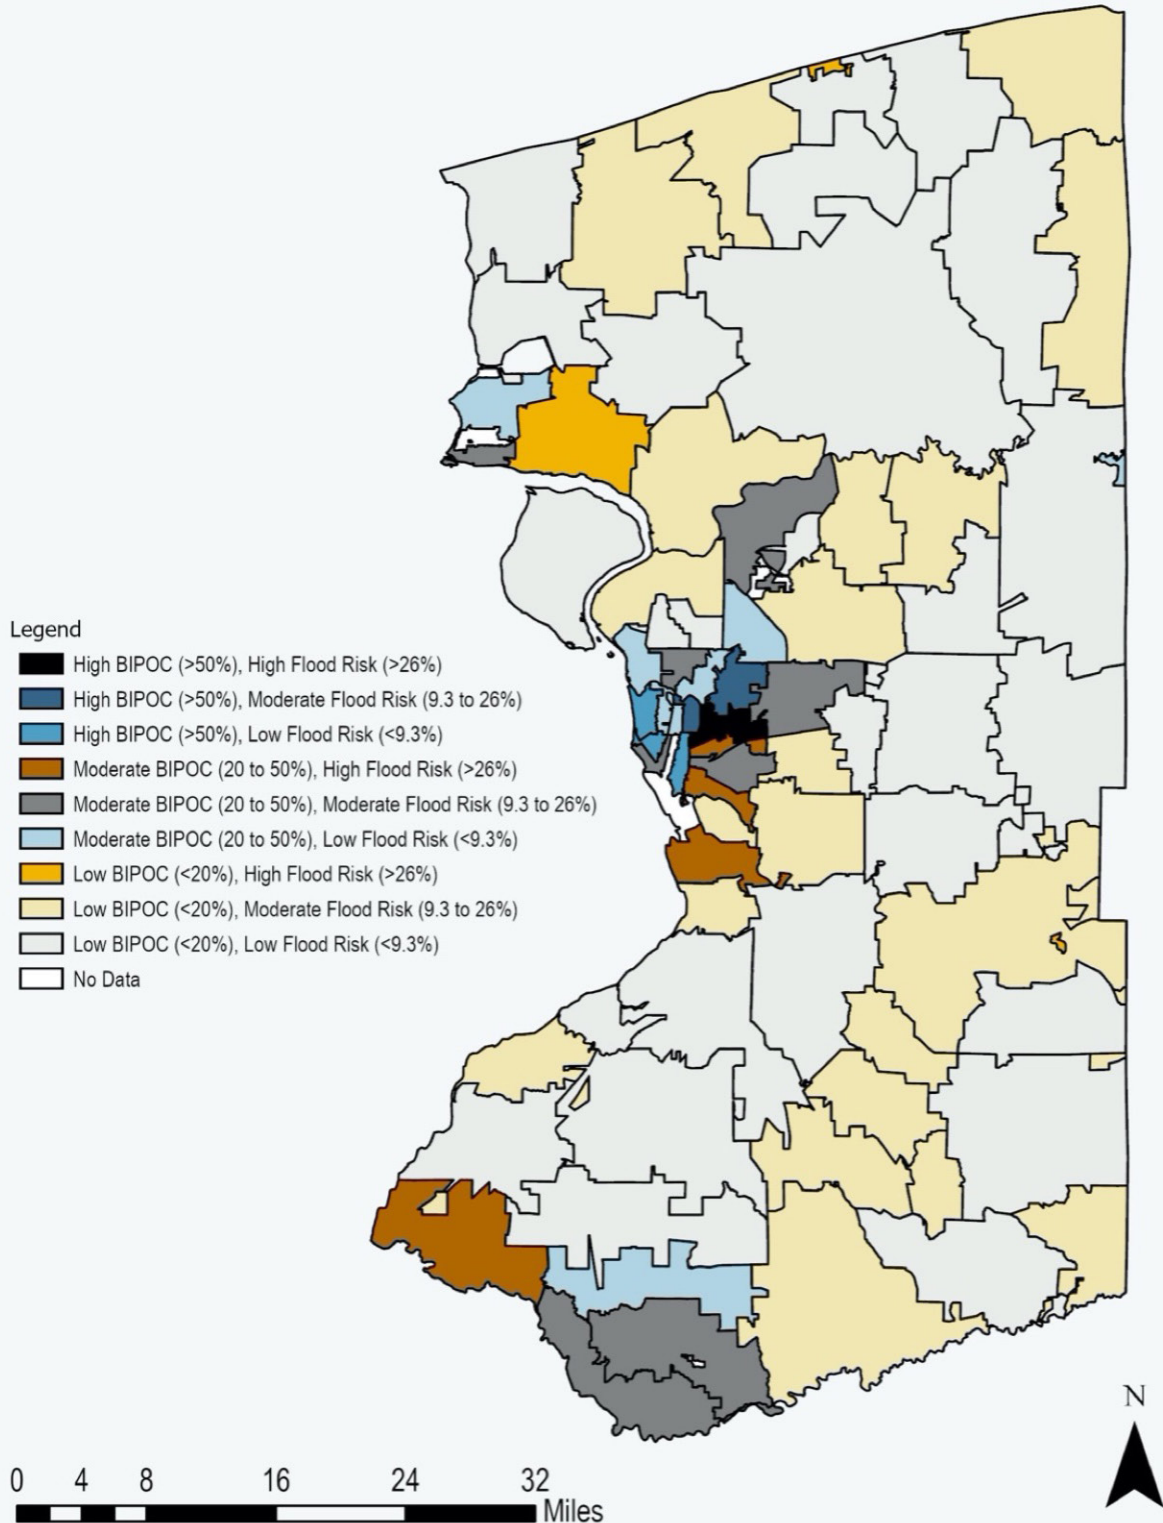 Legend
High BIPOC (>50%), High Flood Risk (>26%)
High BIPOC (>50%), Moderate Flood Risk (9.3 to 26%)
High BIPOC (>50%), Low Flood Risk (<9.3%)
Moderate BIPOC (20 to 50%), High Flood Risk (>26%)
Moderate BIPOC (20 to 50%), Moderate Flood Risk (9.3 to 26%)
Moderate BIPOC (20 to 50%), Low Flood Risk (<9.3%)
Low BIPOC (<20%), High Flood Risk (>26%)
Low BIPOC (<20%), Moderate Flood Risk (9.3 to 26%)
Low BIPOC (<20%), Low Flood Risk (<9.3%)
No Data
N
0 4 8 16 24 32
Miles